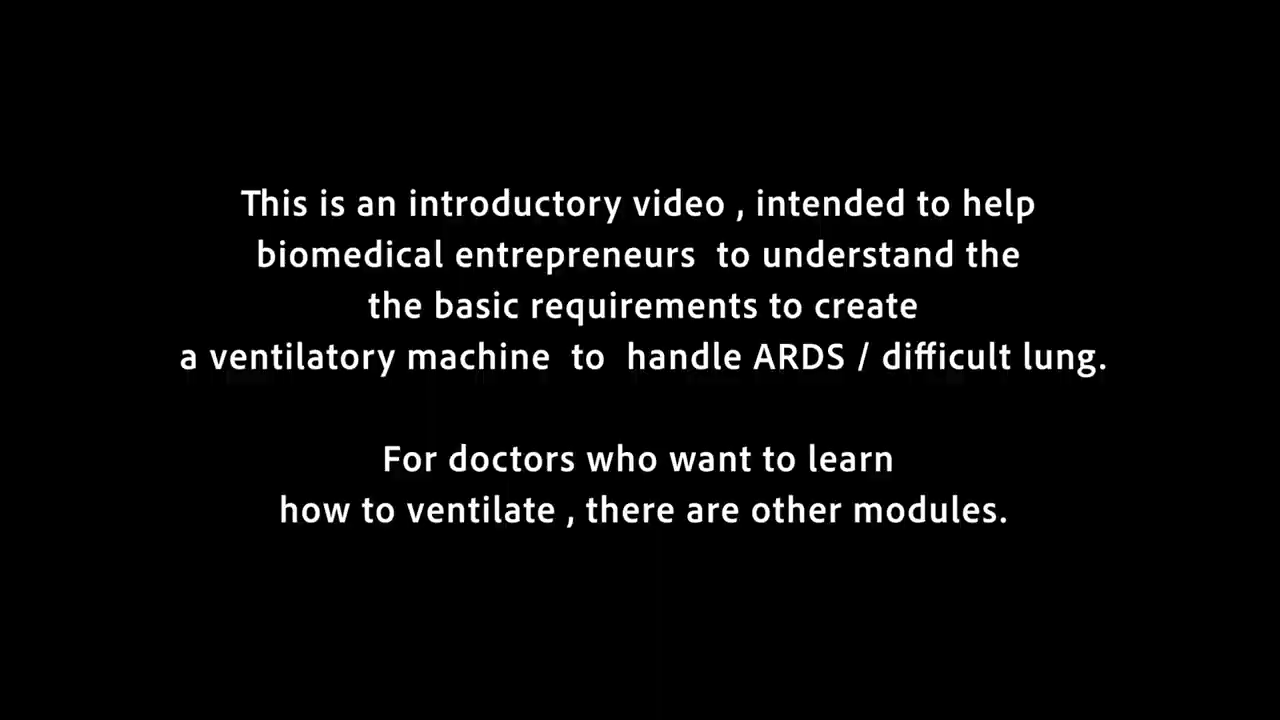 This is an introductory video , intended to help
biomedical entrepreneurs  to understand the
the basic requirements to create
a ventilatory machine  to  handle ARDS / difficult lung.
For doctors who want to learn
how to ventilate , there are other modules.